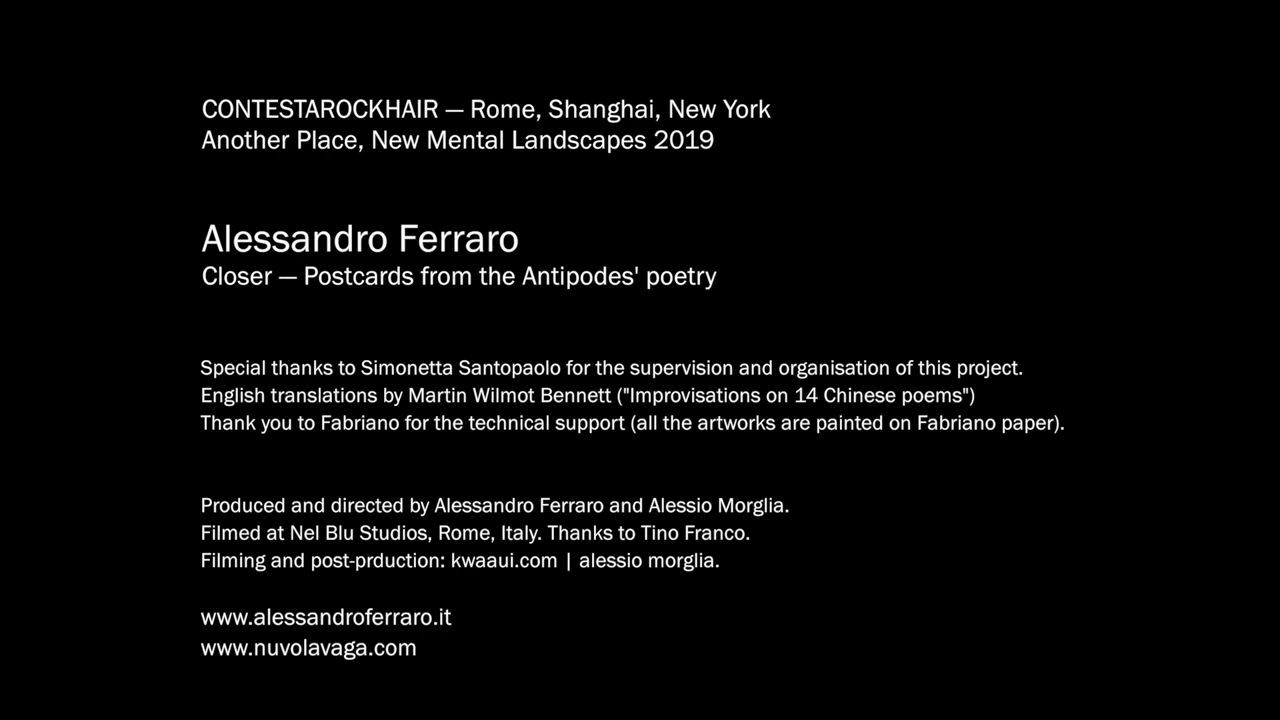 CONTESTAROCKHAIR — Rome, Shanghai, New York
Another Place, New Mental Landscapes 2019
Alessandro Ferraro
Closer — Postcards from the Antipodes' poetry
Special thanks to Simonetta Santopaolo for the supervision and organisation of this project.
English translations by Martin Wilmot Bennett ("Improvisations on 14 Chinese poems")
Thank you to Fabriano for the technical support (all the artworks are painted on Fabriano paper).
Produced and directed by Alessandro Ferraro and Alessio Morglia.
Filmed at Nel Blu Studios, Rome, Italy. Thanks to Tino Franco.
Filming and post-prduction: kwaaui.com | alessio morglia.
www.alessandroferraro.it
www.nuvolavaga.com